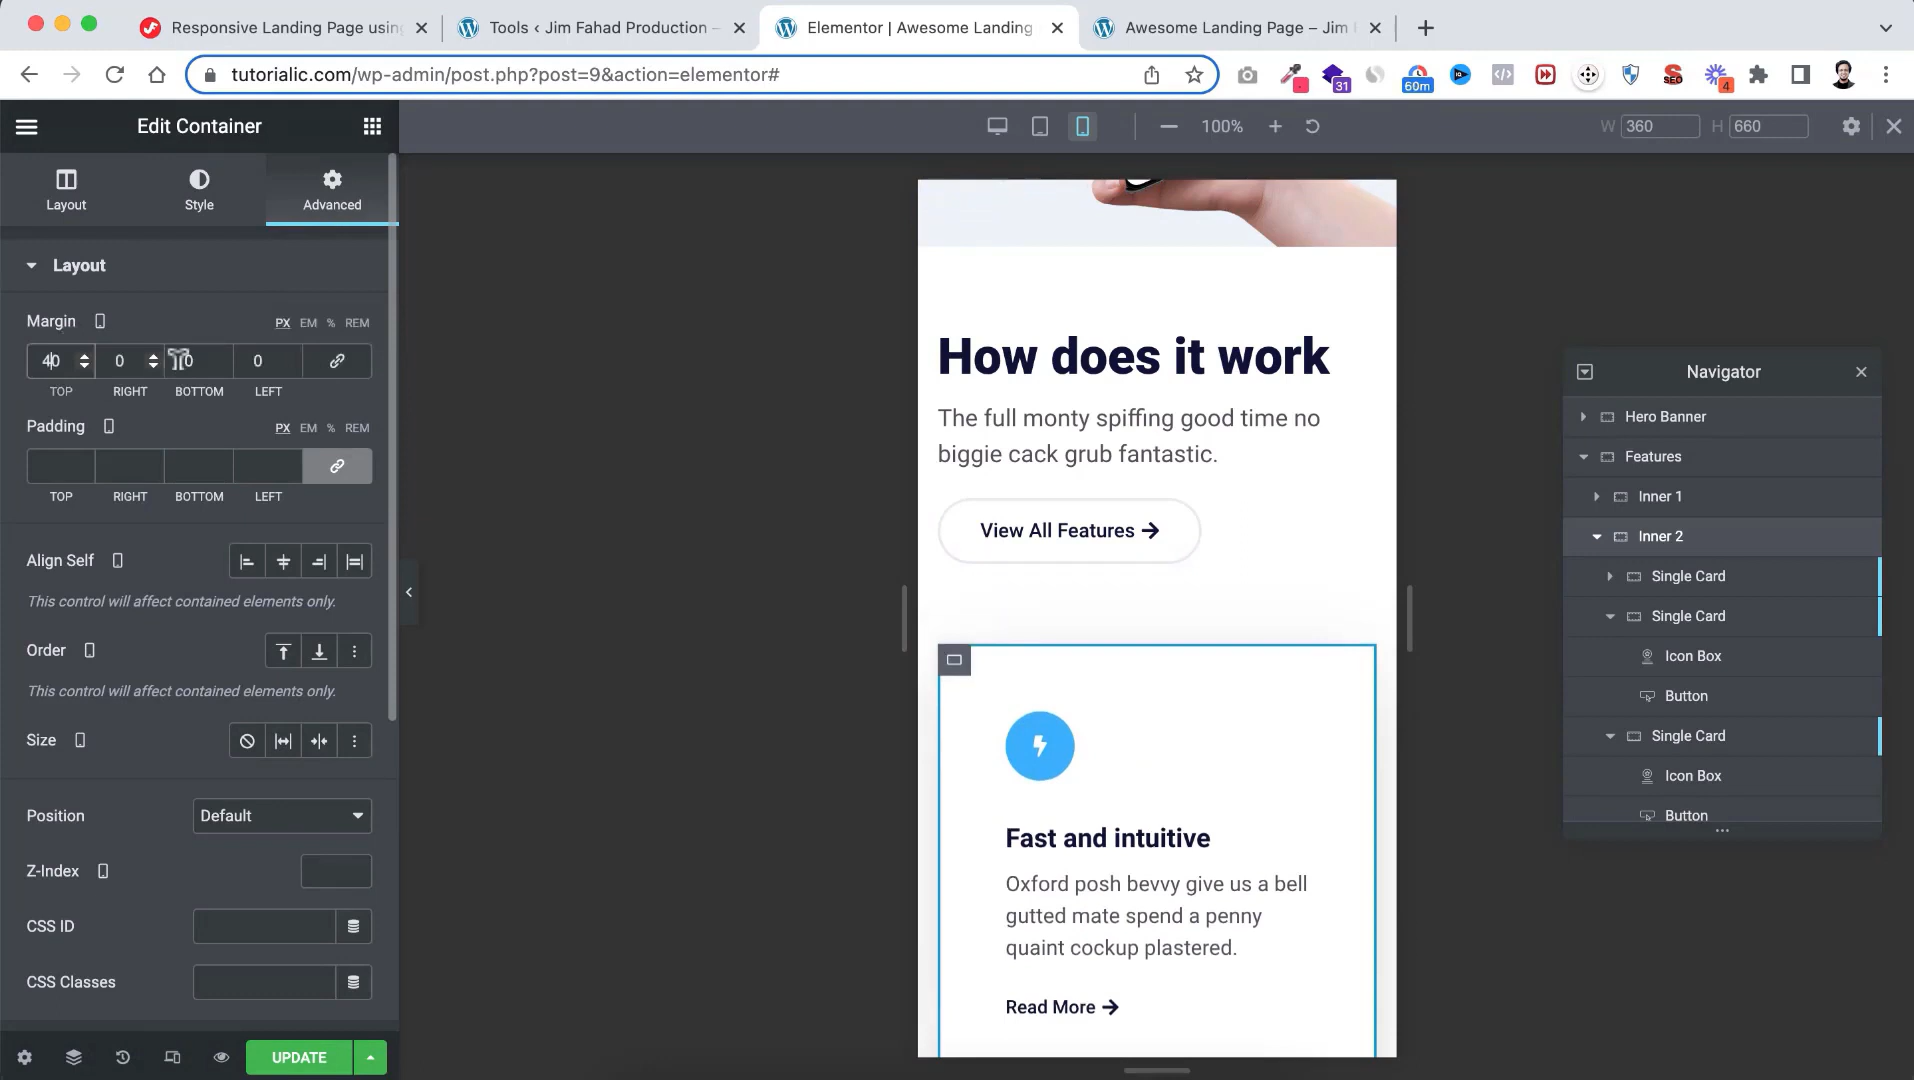 Responsive Landing Page using
Tools ‹ Jim Fahad Production –
Elementor | Awesome Landing
Awesome Landing Page – Jim
tutorialic.com/wp-admin/post.php?post=9&action=elementor#
31
60m
SEO
4
Edit Container
100%
W 360 H 660
Layout
Style
Advanced
Layout
Margin
PX EM % REM
40 0 0 0
TOP RIGHT BOTTOM LEFT
Padding
PX EM % REM
TOP RIGHT BOTTOM LEFT
Align Self
This control will affect contained elements only.
Order
This control will affect contained elements only.
Size
Position
Default
Z-Index
CSS ID
CSS Classes
UPDATE
How does it work
The full monty spiffing good time no
biggie cack grub fantastic.
View All Features
Fast and intuitive
Oxford posh bevvy give us a bell
gutted mate spend a penny
quaint cockup plastered.
Read More
Navigator
Hero Banner
Features
Inner 1
Inner 2
Single Card
Single Card
Icon Box
Button
Single Card
Icon Box
Button